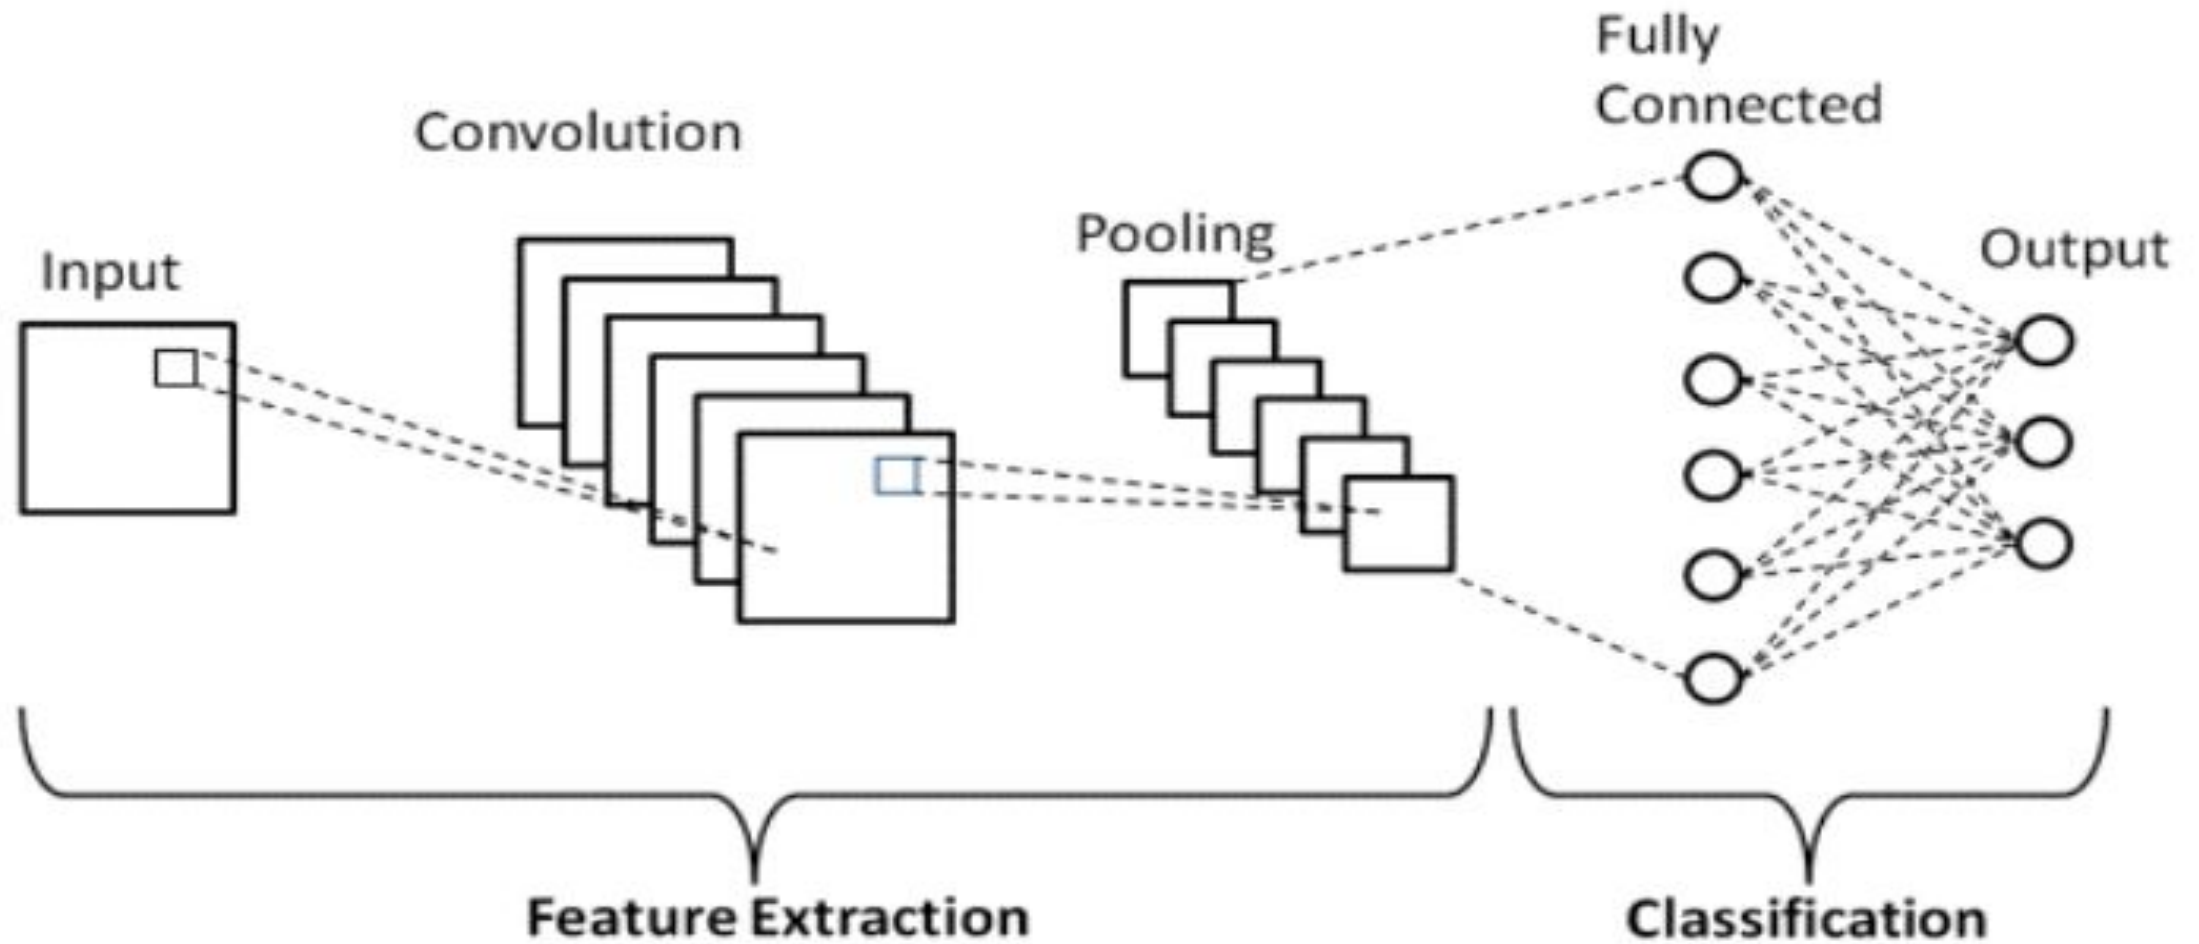 Input
Convolution
Pooling
Fully
Connected
Output
Feature Extraction
Classification